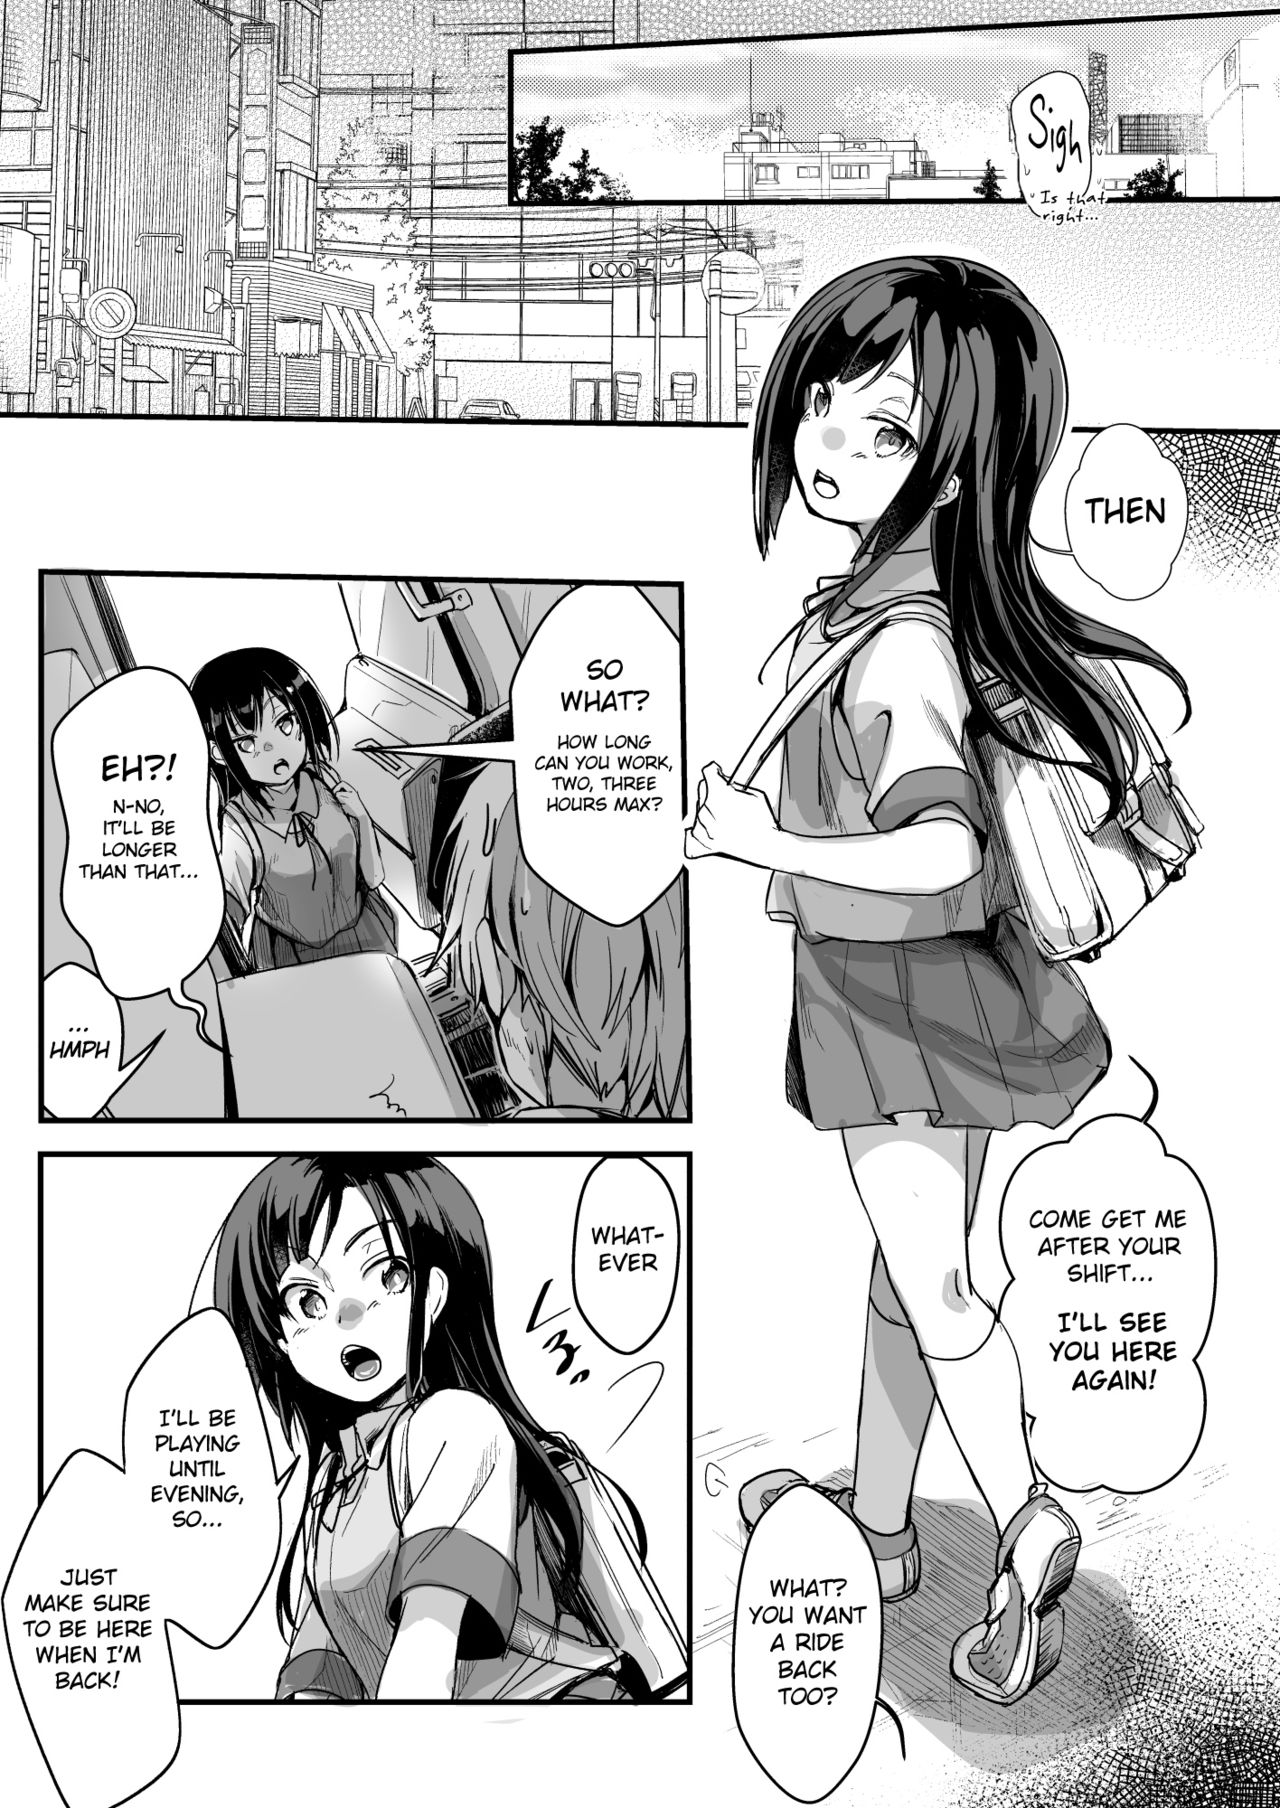 Sigh
Is that
right...
THEN
COME GET ME
AFTER YOUR
SHIFT...
I'LL SEE
YOU HERE
AGAIN!
WHAT?
YOU WANT
A RIDE
BACK
TOO?
SO
WHAT?
HOW LONG
CAN YOU WORK,
TWO, THREE
HOURS MAX?
EH?!
N-NO,
IT'LL BE
LONGER
THAN THAT...
...
HMPH
WHAT-
EVER
I'LL BE
PLAYING
UNTIL
EVENING,
SO...
JUST
MAKE SURE
TO BE HERE
WHEN I'M
BACK!